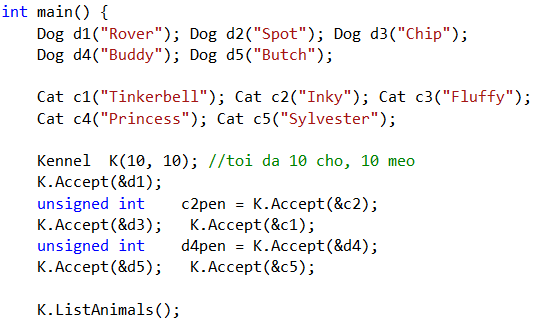 int main() {
Dog d1("Rover"); Dog d2("Spot"); Dog d3("Chip");
Dog d4("Buddy"); Dog d5("Butch");
Cat c1("Tinkerbell"); Cat c2("Inky"); Cat c3("Fluffy");
Cat c4("Princess"); Cat c5("Sylvester");
Kennel  K(10, 10); //toi da 10 cho, 10 meo
K.Accept(&d1);
unsigned int    c2pen = K.Accept(&c2);
K.Accept(&d3);   K.Accept(&c1);
unsigned int    d4pen = K.Accept(&d4);
K.Accept(&d5);   K.Accept(&c5);
K.ListAnimals();